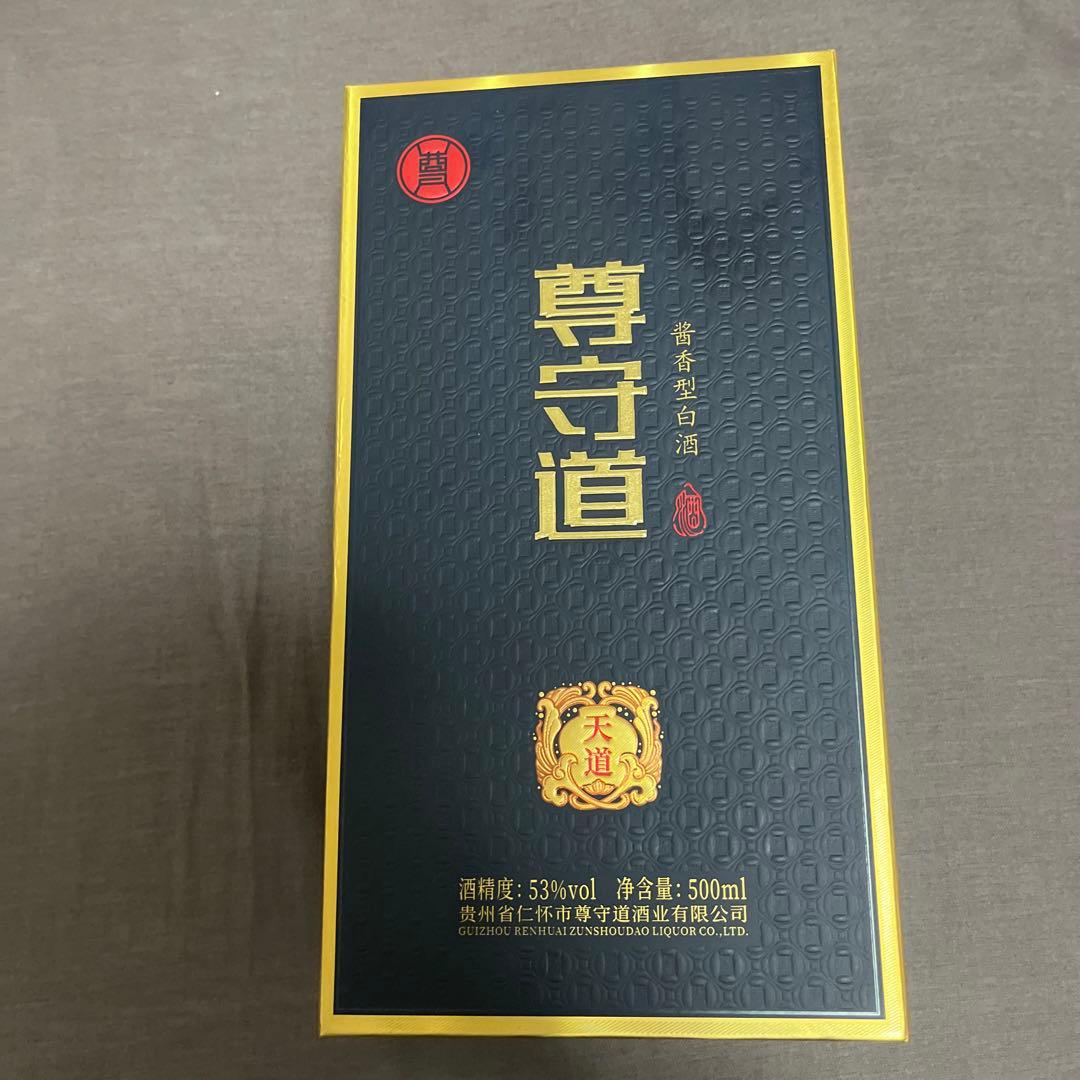 尊
尊守道
酱香型白酒
酒
天道
酒精度:53%vol 净含量:500ml
贵州省仁怀市尊守道酒业有限公司
GUIZHOU RENHUAI ZUNSHOUDAO LIQUOR CO.,LTD.